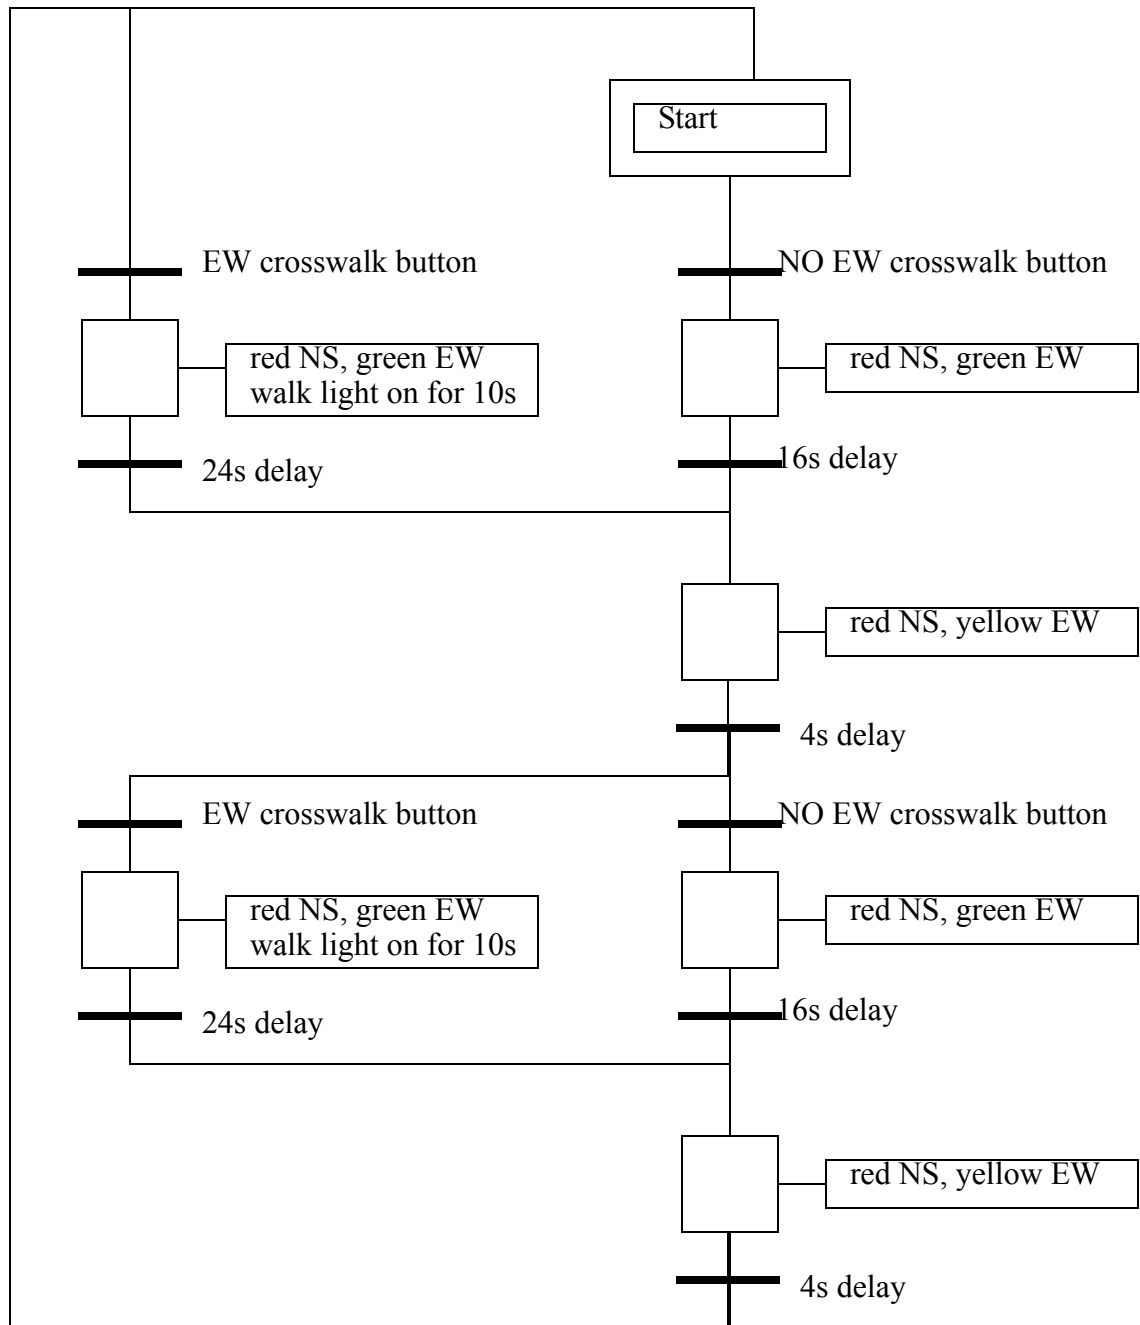 Start
EW crosswalk button
NO EW crosswalk button
red NS, green EW
walk light on for 10s
red NS, green EW
24s delay
16s delay
red NS, yellow EW
4s delay
EW crosswalk button
NO EW crosswalk button
red NS, green EW
walk light on for 10s
red NS, green EW
24s delay
16s delay
red NS, yellow EW
4s delay